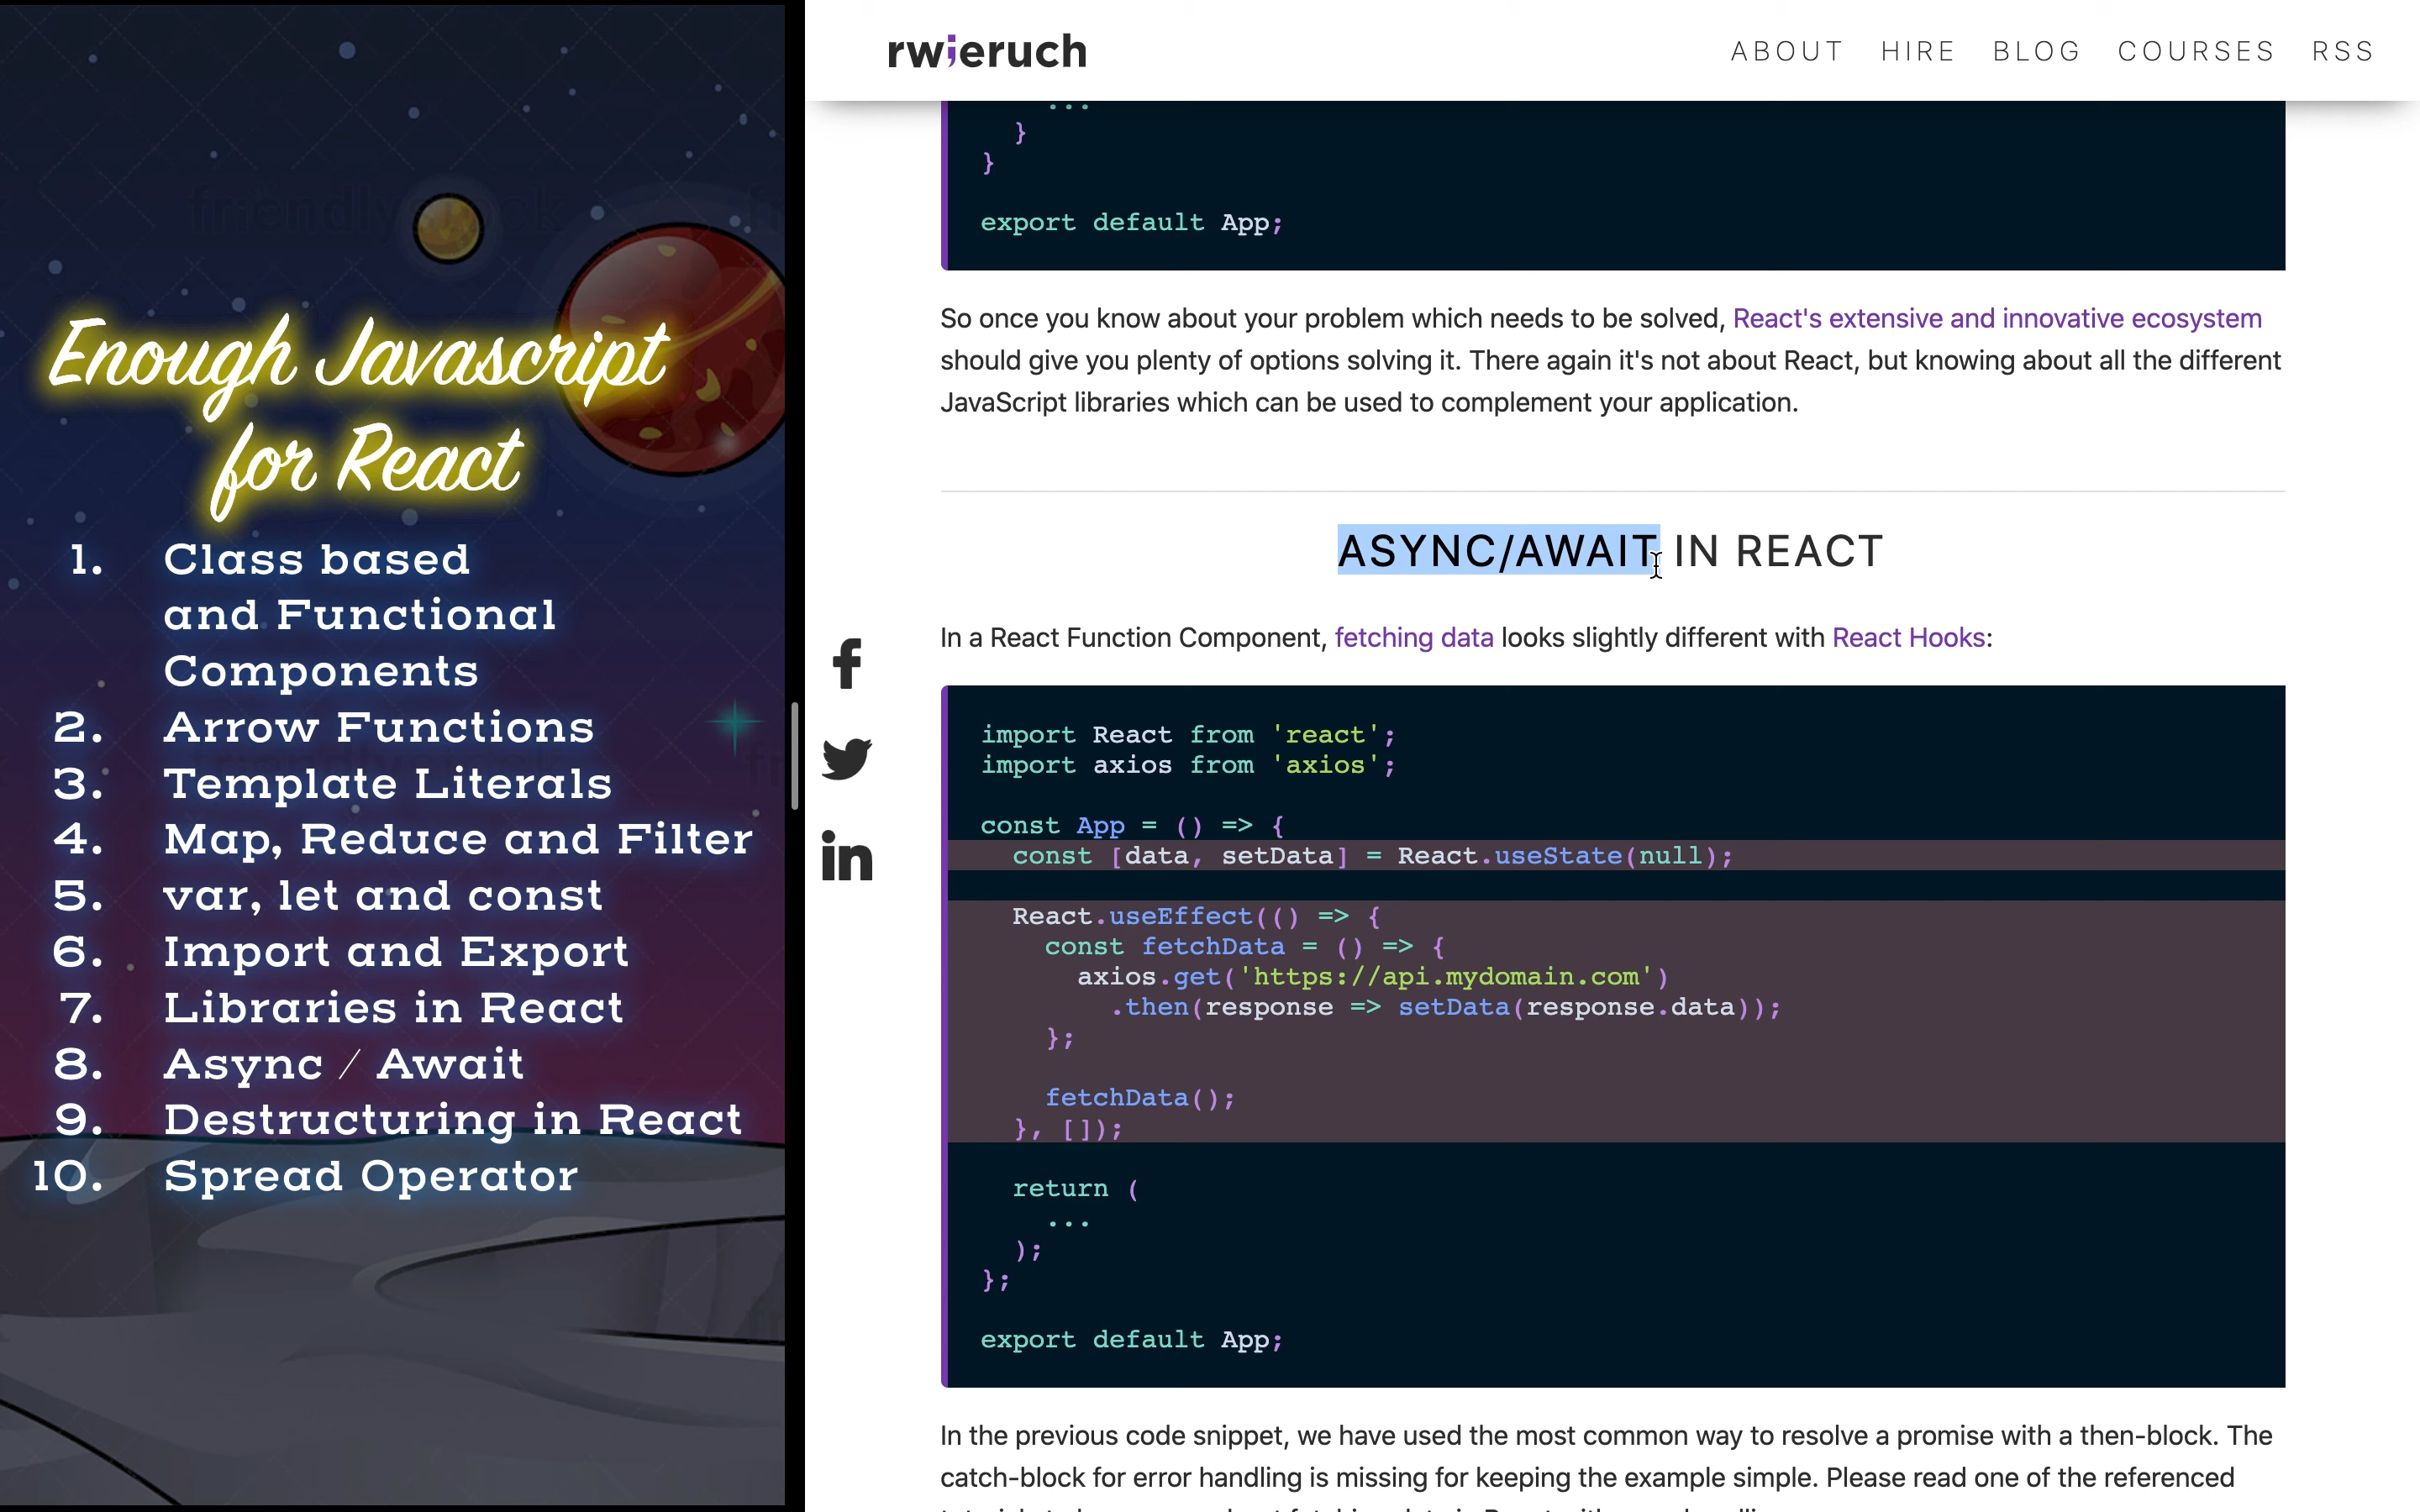 Enough Javascript
for React
1. Class based
and Functional
Components
2. Arrow Functions
3. Template Literals
4. Map, Reduce and Filter
5. var, let and const
6. Import and Export
7. Libraries in React
8. Async / Await
9. Destructuring in React
10. Spread Operator
rwieruch
ABOUT HIRE BLOG COURSES RSS
...
}
}
export default App;
So once you know about your problem which needs to be solved, React's extensive and innovative ecosystem
should give you plenty of options solving it. There again it's not about React, but knowing about all the different
JavaScript libraries which can be used to complement your application.
ASYNC/AWAIT IN REACT
In a React Function Component, fetching data looks slightly different with React Hooks:
import React from 'react';
import axios from 'axios';
const App = () => {
const [data, setData] = React.useState(null);
React.useEffect(() => {
const fetchData = () => {
axios.get('https://api.mydomain.com')
.then(response => setData(response.data));
};
fetchData();
}, []);
return (
...
);
};
export default App;
In the previous code snippet, we have used the most common way to resolve a promise with a then-block. The
catch-block for error handling is missing for keeping the example simple. Please read one of the referenced